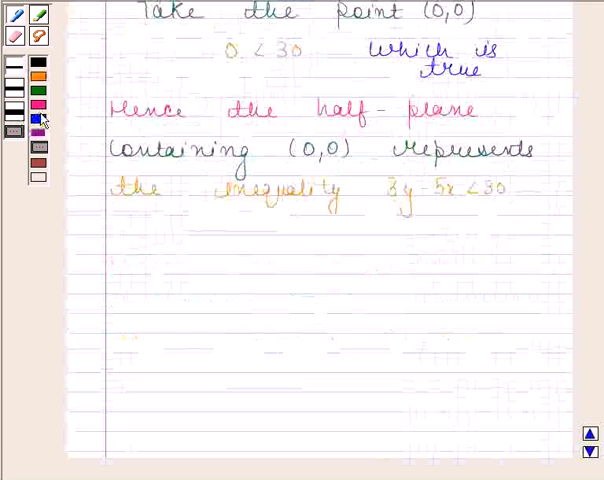 Take the point (0,0)
0 < 30 Which is
true
Hence the half-plane
containing (0,0) represents
the inequality 3y-5x<30